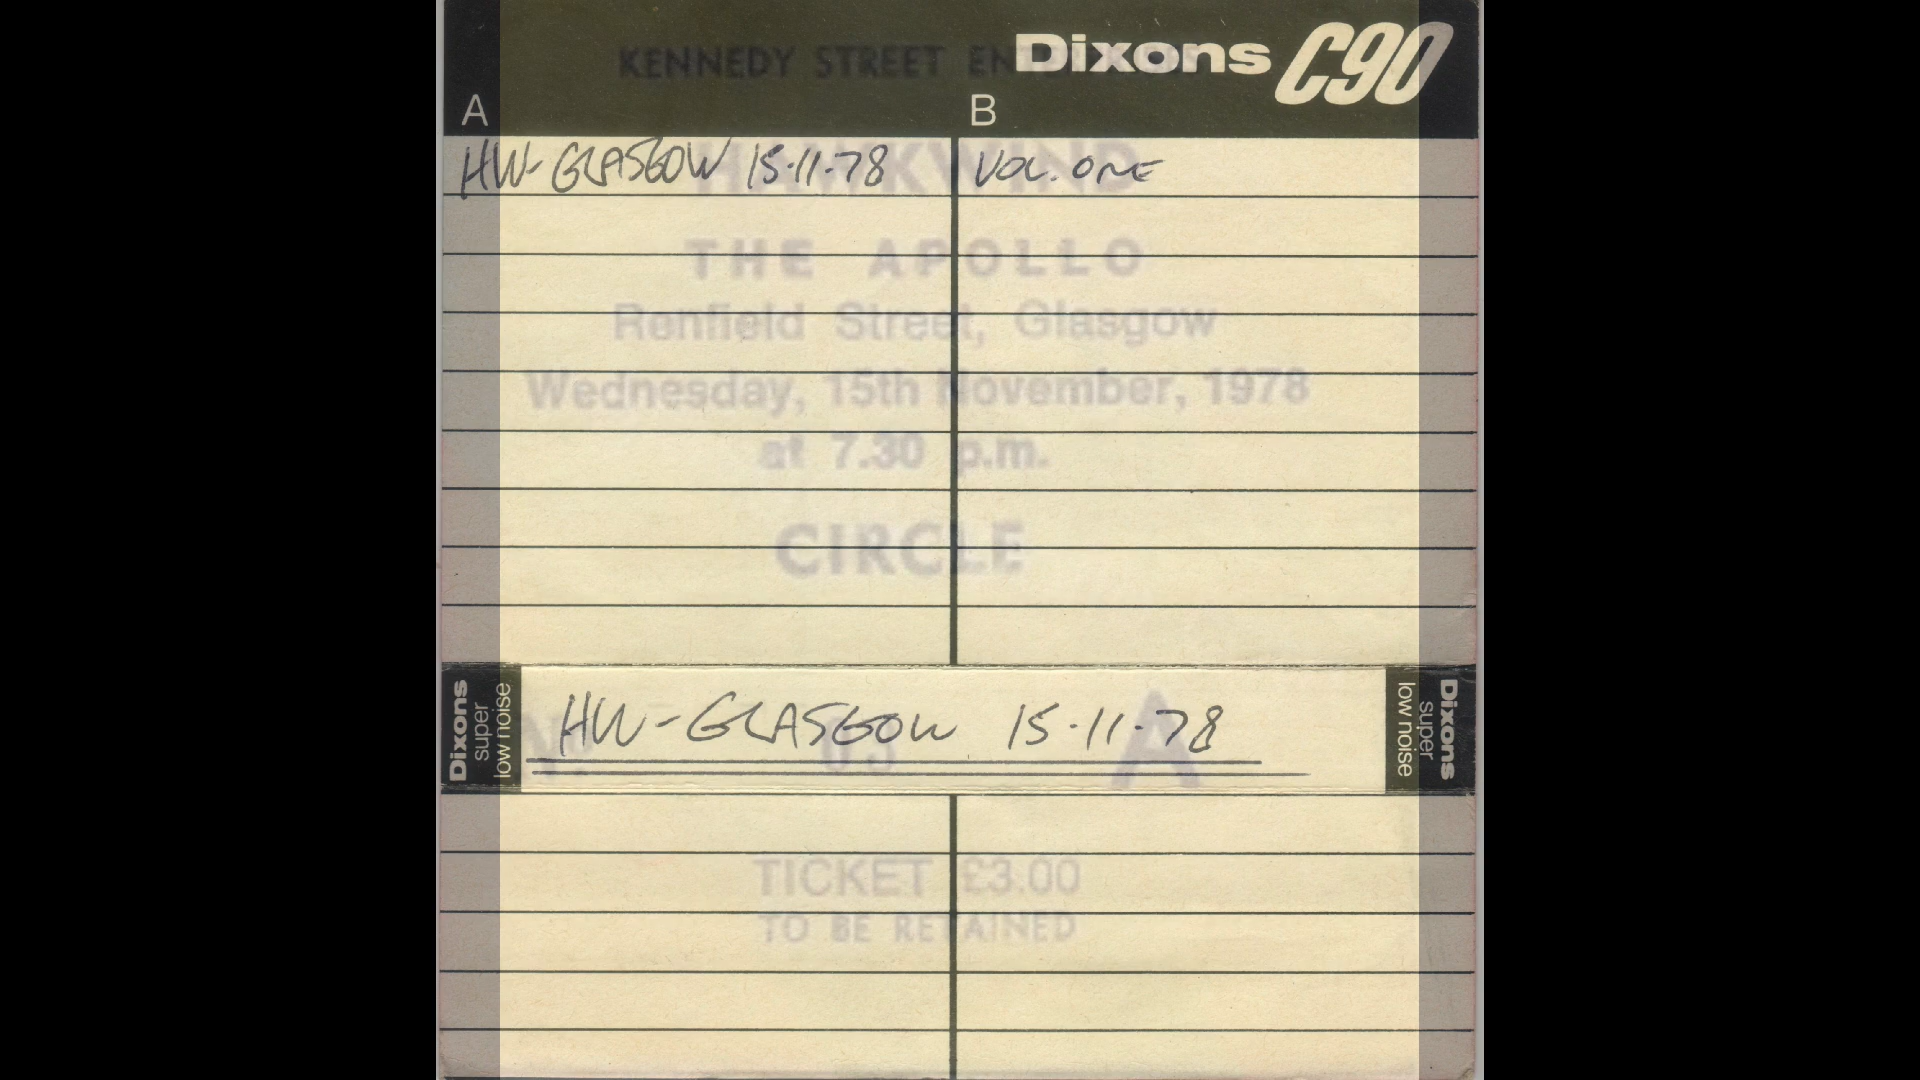 KENNEDY STREET
Dixons C90
A
B
HW-GLASGOW 15-11-78
VOL. ONE
HAWKWIND
THE APOLLO
Renfield Street, Glasgow
Wednesday, 15th November, 1978
at 7.30 p.m.
CIRCLE
Dixons
super
low noise
HW-GLASGOW 15-11-78
A
Dixons
super
low noise
TICKET £3.00
TO BE RETAINED